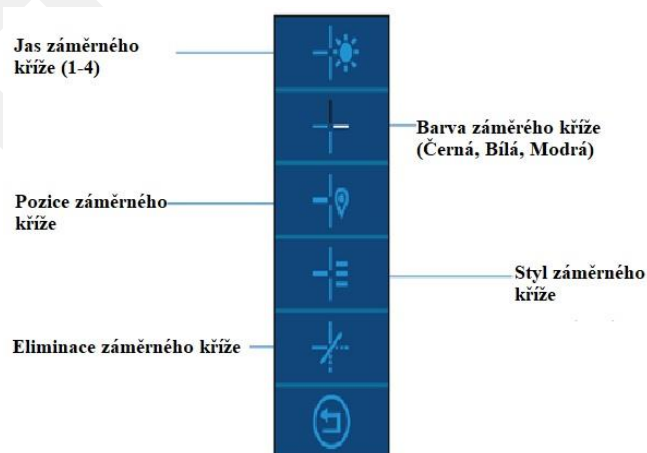 Jas záměrného
kříže (1-4)
Barva záměrého kříže
(Černá, Bílá, Modrá)
Pozice záměrného
kříže
Styl záměrného
kříže
Eliminace záměrného kříže